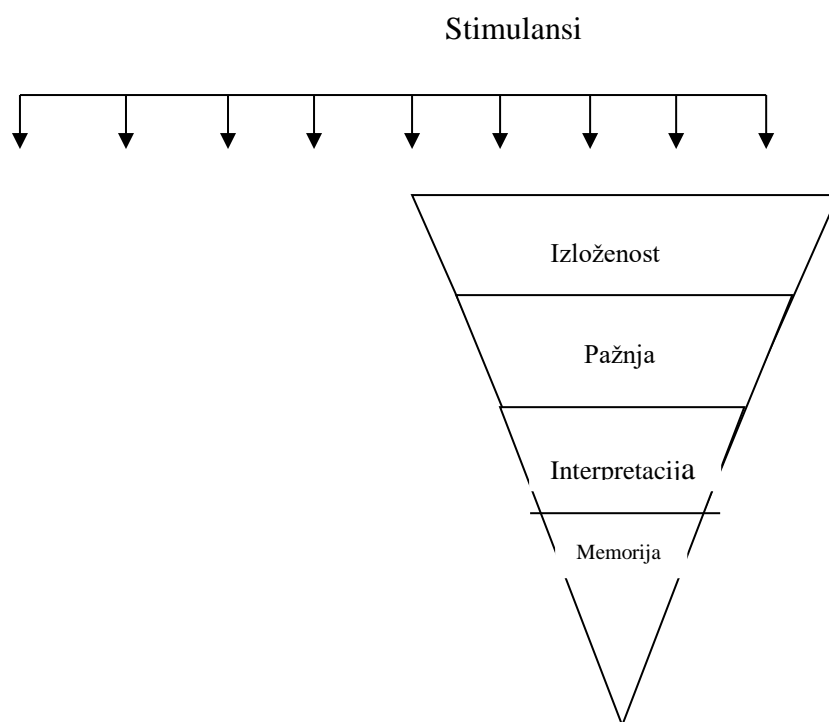 Stimulansi
Izloženost
Pažnja
Interpretacija
Memorija